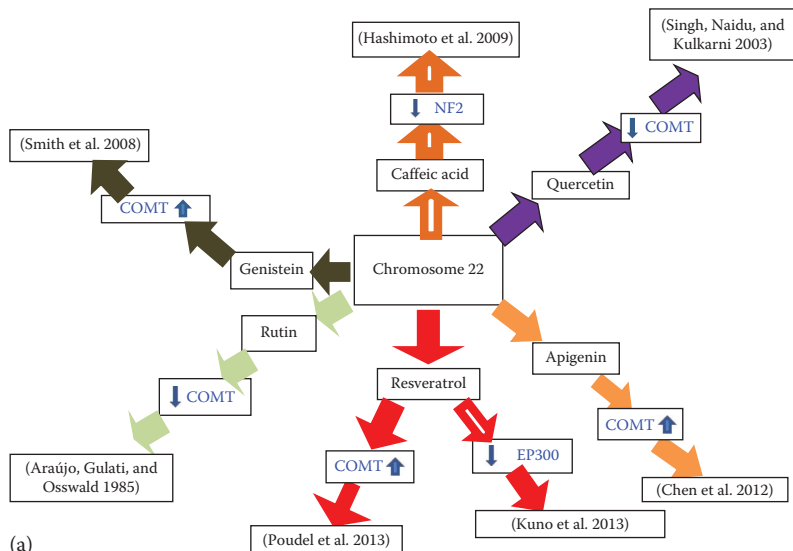 (Hashimoto et al. 2009)
(Singh, Naidu, and
Kulkarni 2003)
NF2
COMT
(Smith et al. 2008)
Caffeic acid
Quercetin
COMT
Genistein
Chromosome 22
Rutin
Apigenin
Resveratrol
COMT
COMT
COMT
EP300
(Araújo, Gulati, and
Osswald 1985)
(Chen et al. 2012)
(Poudel et al. 2013)
(Kuno et al. 2013)
(a)